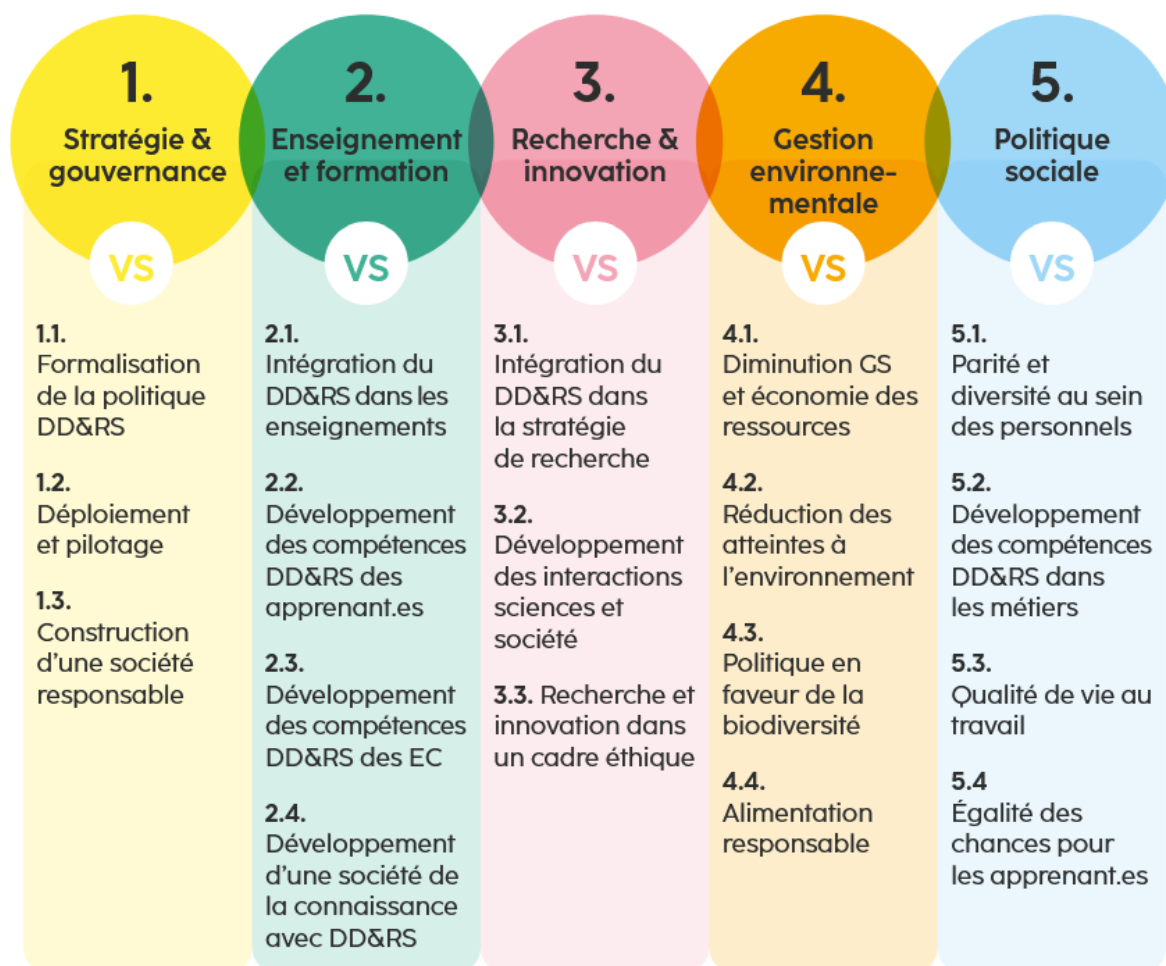 1.
Stratégie &
gouvernance
VS
1.1.
Formalisation
de la politique
DD&RS
1.2.
Déploiement
et pilotage
1.3.
Construction
d'une société
responsable
2.
Enseignement
et formation
VS
2.1.
Intégration du
DD&RS dans les
enseignements
2.2.
Développement
des compétences
DD&RS des
apprenant.es
2.3.
Développement
des compétences
DD&RS des EC
2.4.
Développement
d'une société de
la connaissance
avec DD&RS
3.
Recherche &
innovation
VS
3.1.
Intégration du
DD&RS dans
la stratégie
de recherche
3.2.
Développement
des interactions
sciences et
société
3.3. Recherche et
innovation dans
un cadre éthique
4.
Gestion
environne-
mentale
VS
4.1.
Diminution GS
et économie des
ressources
4.2.
Réduction des
atteintes à
l'environnement
4.3.
Politique en
faveur de la
biodiversité
4.4.
Alimentation
responsable
5.
Politique
sociale
VS
5.1.
Parité et
diversité au sein
des personnels
5.2.
Développement
des compétences
DD&RS dans
les métiers
5.3.
Qualité de vie au
travail
5.4
Égalité des
chances pour
les apprenant.es